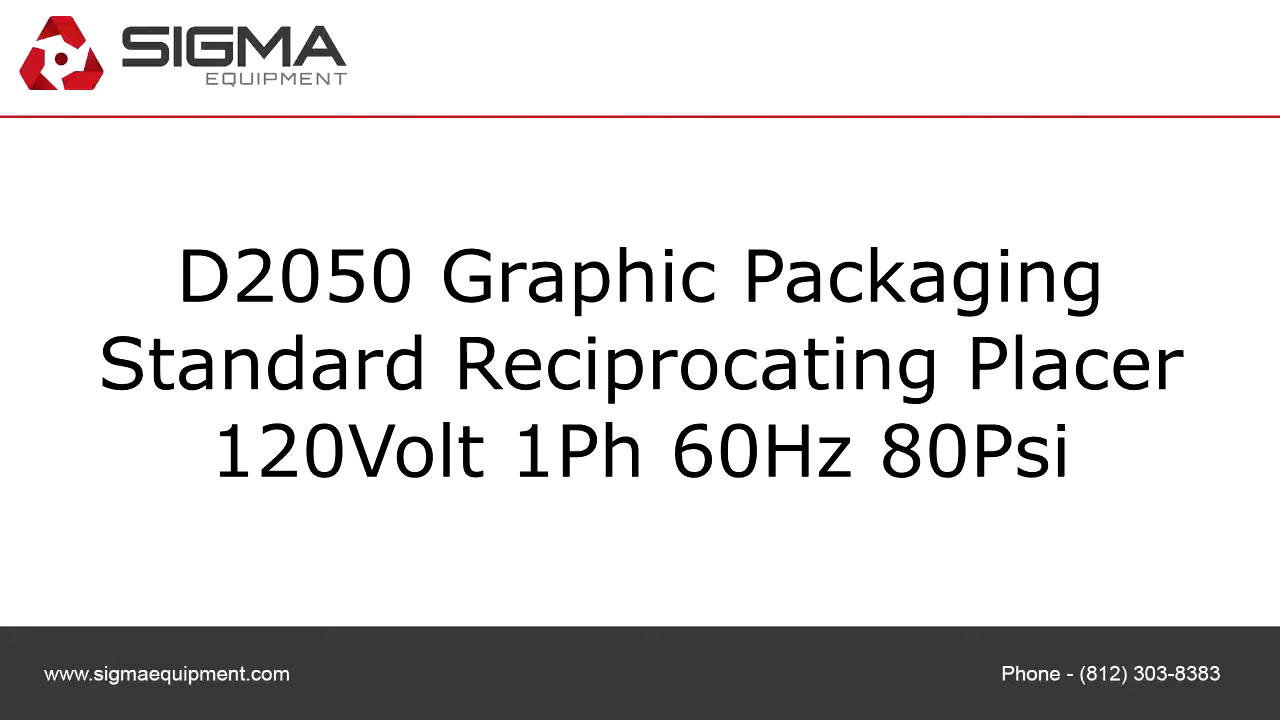 SIGMA
EQUIPMENT
D2050 Graphic Packaging
Standard Reciprocating Placer
120Volt 1Ph 60Hz 80Psi
www.sigmaequipment.com
Phone - (812) 303-8383